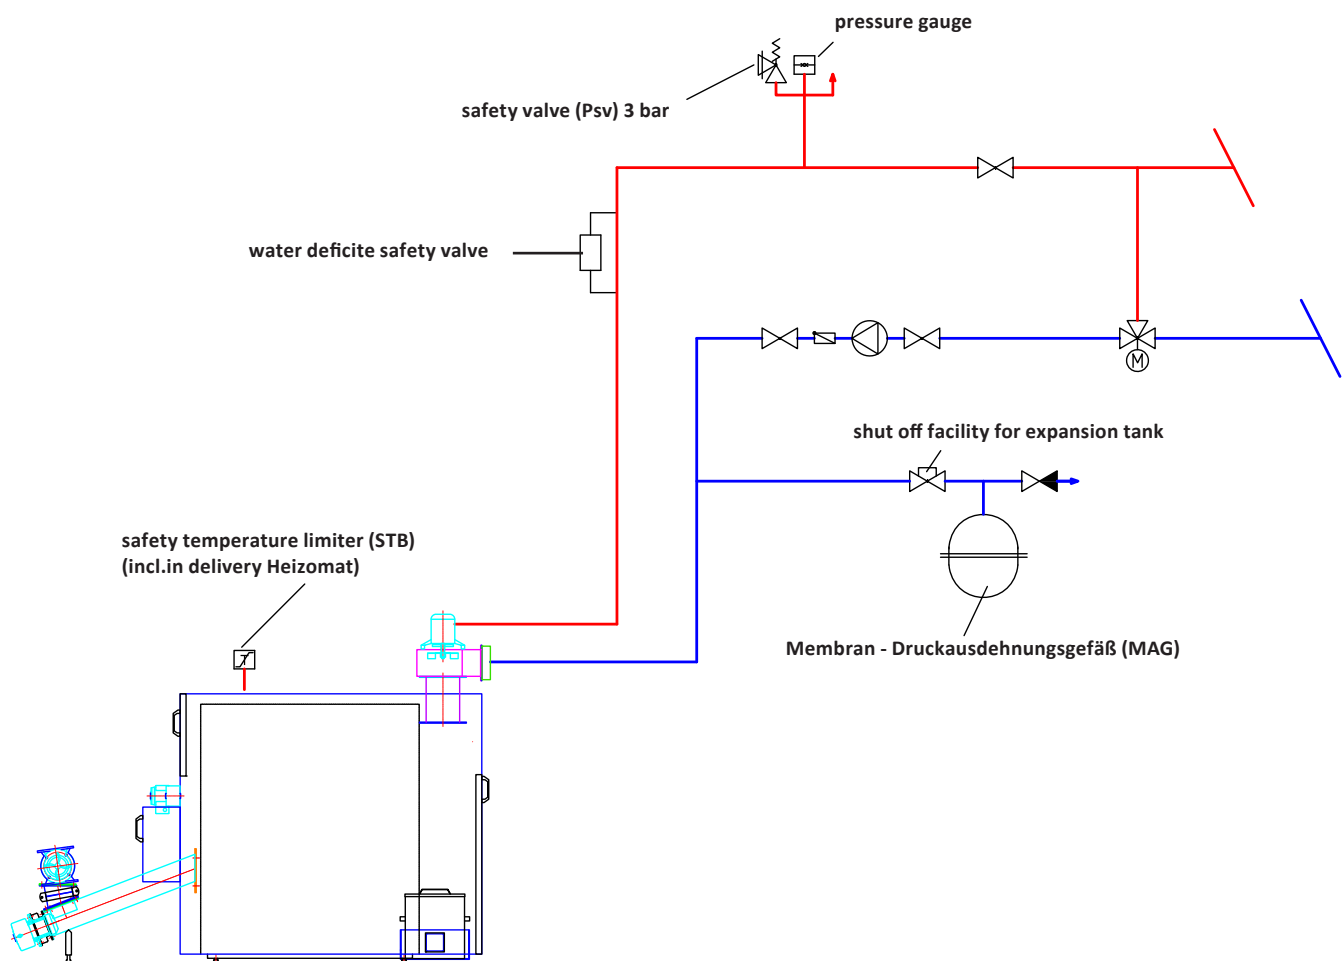 pressure gauge
safety valve (Psv) 3 bar
water deficite safety valve
M
shut off facility for expansion tank
safety temperature limiter (STB)
(incl.in delivery Heizomat)
T
Membran - Druckausdehnungsgefäß (MAG)